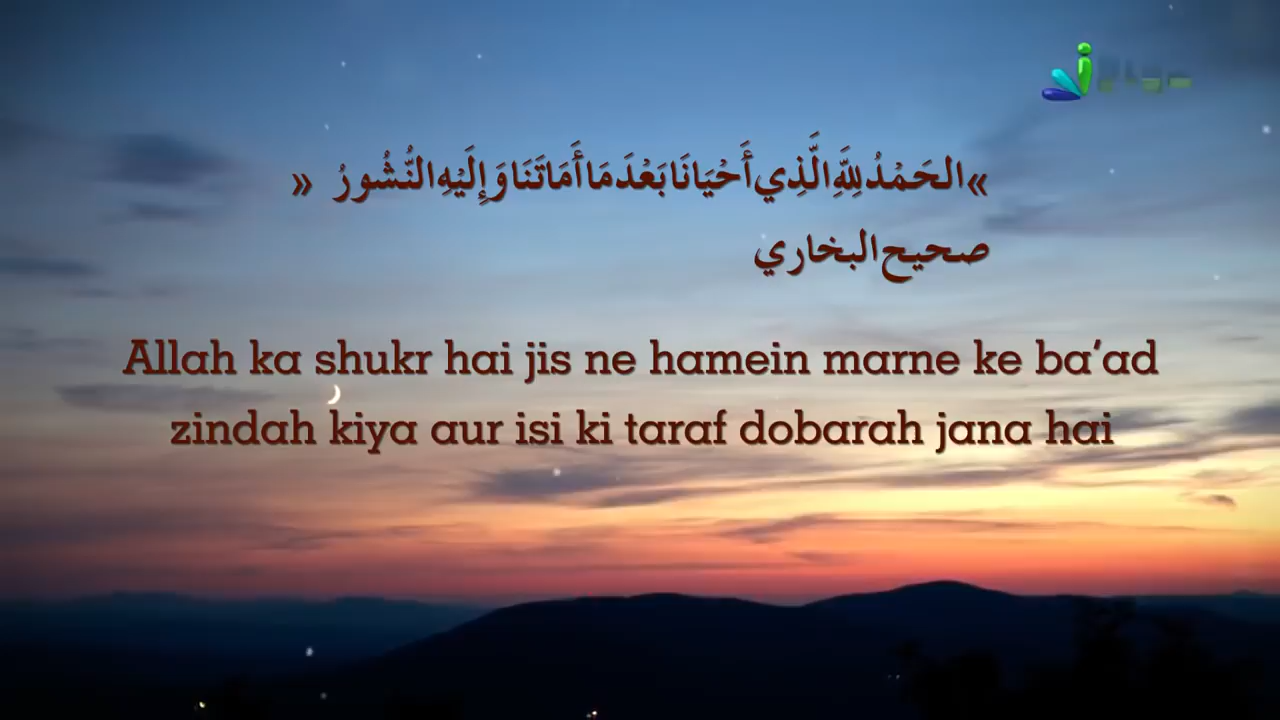 »الحَمْدُ لِلَّهِ الَّذِي أَحْيَانَا بَعْدَ مَا أَمَاتَنَا وَإِلَيْهِ النُّشُورُ «
صحيح البخاري
Allah ka shukr hai jis ne hamein marne ke ba’ad
zindah kiya aur isi ki taraf dobarah jana hai